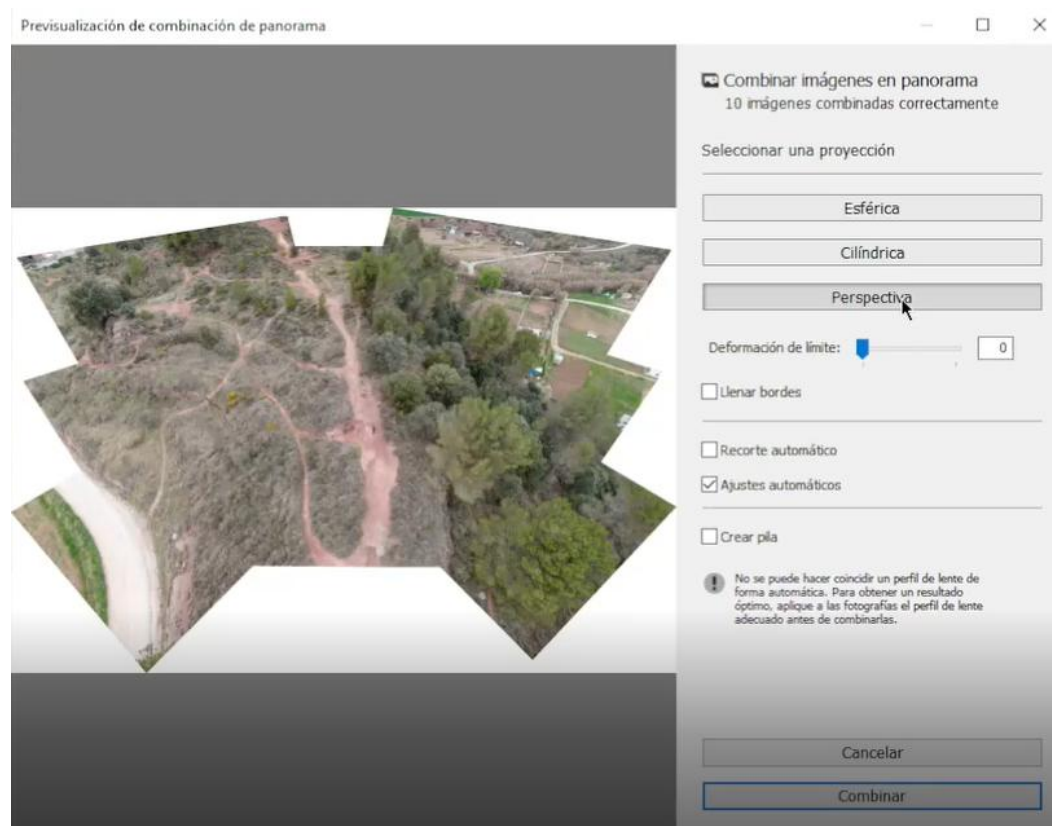 Previsualización de combinación de panorama
Combinar imágenes en panorama
10 imágenes combinadas correctamente
Seleccionar una proyección
Esférica
Cilíndrica
Perspectiva
Deformación de límite: 0
Llenar bordes
Recorte automático
Ajustes automáticos
Crear pila
No se puede hacer coincidir un perfil de lente de
forma automática. Para obtener un resultado
óptimo, aplique a las fotografías el perfil de lente
adecuado antes de combinarlas.
Cancelar
Combinar